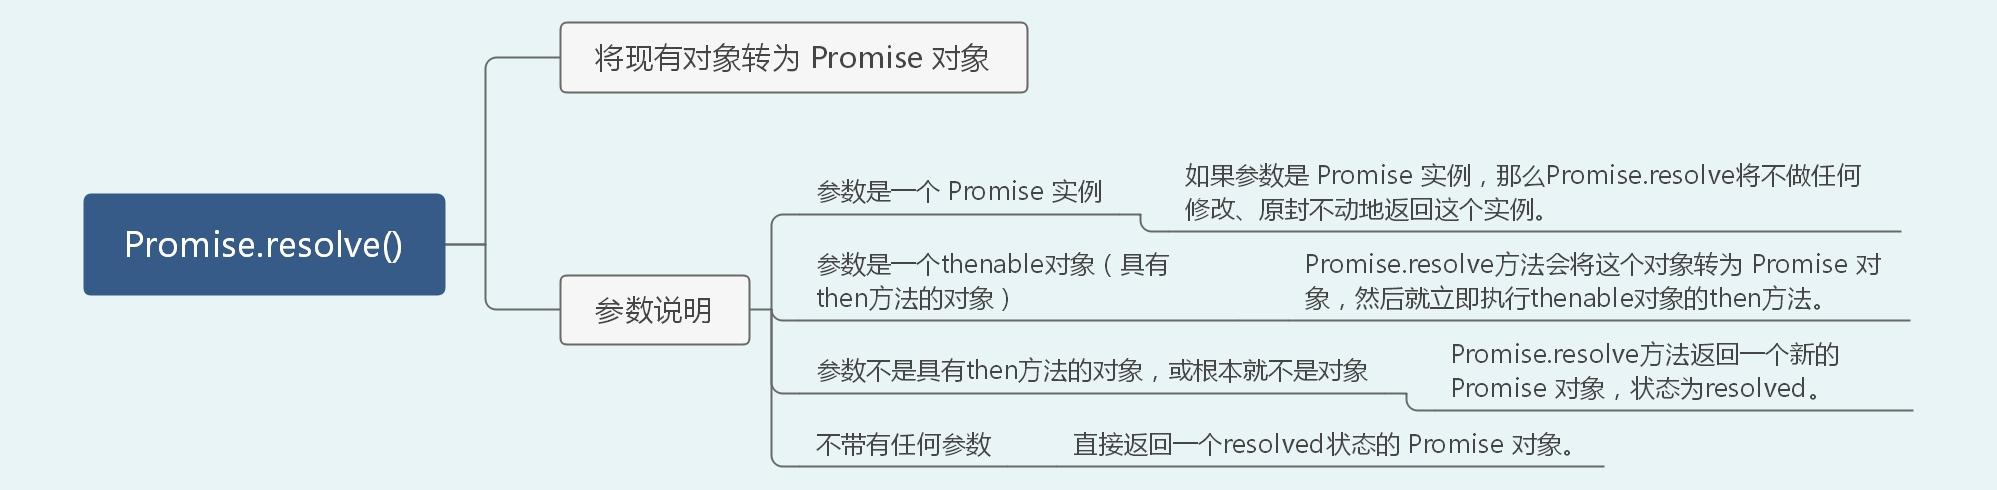 Promise.resolve()
将现有对象转为 Promise 对象
参数说明
参数是一个 Promise 实例
如果参数是 Promise 实例，那么Promise.resolve将不做任何
修改、原封不动地返回这个实例。
参数是一个thenable对象（具有
then方法的对象）
Promise.resolve方法会将这个对象转为 Promise 对
象，然后就立即执行thenable对象的then方法。
参数不是具有then方法的对象，或根本就不是对象
Promise.resolve方法返回一个新的
Promise 对象，状态为resolved。
不带有任何参数
直接返回一个resolved状态的 Promise 对象。